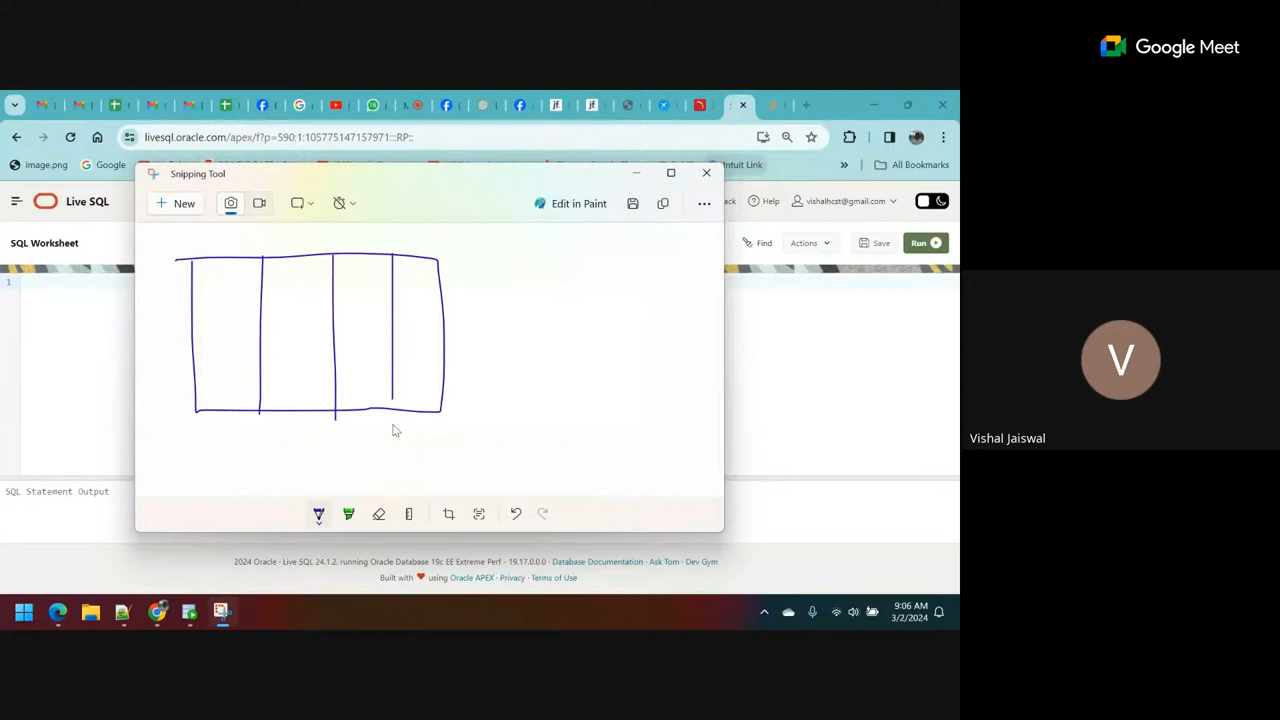 Google Meet
livesql.oracle.com/apex/f?p=590:1:105775147157971:::RP::
image.png
Google
Intuit Link
»
All Bookmarks
Snipping Tool
Live SQL
New
Edit in Paint
Help
vishalhcst@gmail.com
SQL Worksheet
Find
Actions
Save
Run
1
V
Vishal Jaiswal
SQL Statement Output
2024 Oracle · Live SQL 24.1.2, running Oracle Database 19c EE Extreme Perf - 19.17.0.0.0 · Database Documentation · Ask Tom · Dev Gym
Built with ❤ using Oracle APEX · Privacy · Terms of Use
9:06 AM
3/2/2024